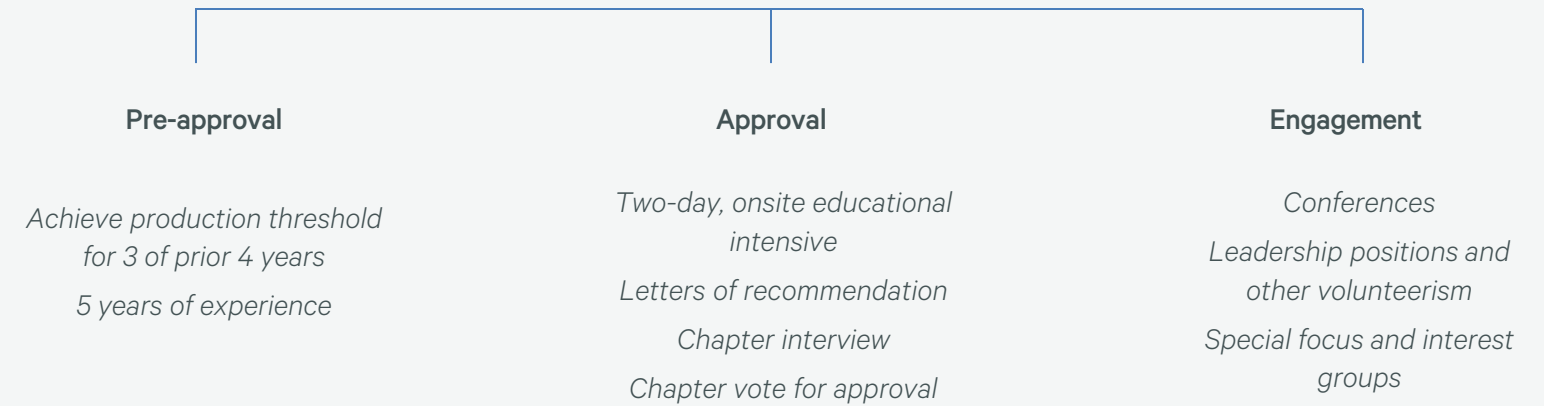 Pre-approval
Achieve production threshold
for 3 of prior 4 years
5 years of experience
Approval
Two-day, onsite educational
intensive
Letters of recommendation
Chapter interview
Chapter vote for approval
Engagement
Conferences
Leadership positions and
other volunteerism
Special focus and interest
groups